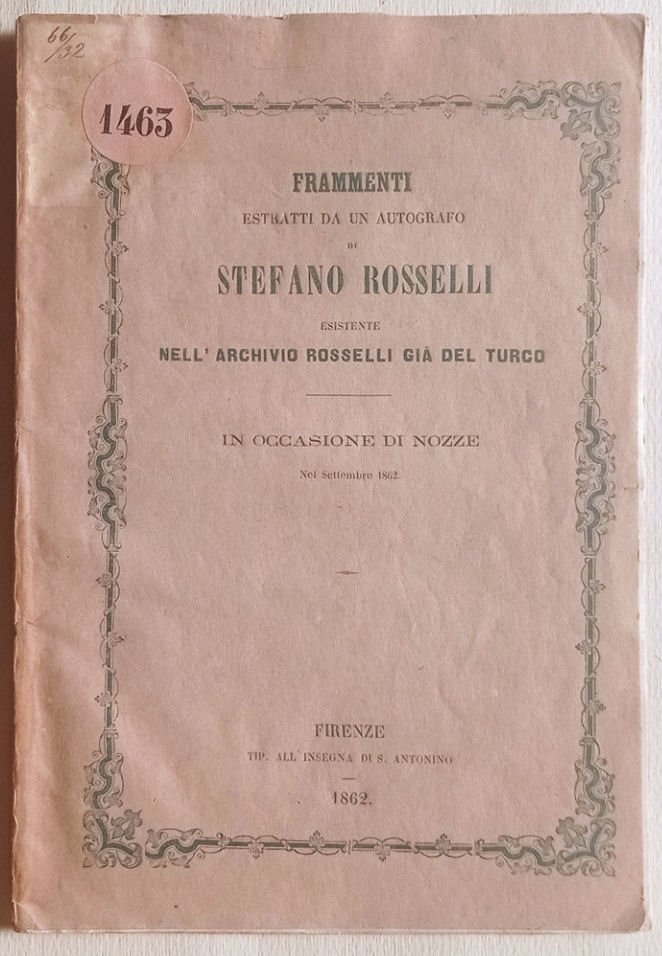 66/32
1463
FRAMMENTI
ESTRATTI DA UN AUTOGRAFO
DI
STEFANO ROSSELLI
ESISTENTE
NELL' ARCHIVIO ROSSELLI GIÀ DEL TURCO
IN OCCASIONE DI NOZZE
Nel Settembre 1862.
FIRENZE
TIP. ALL' INSEGNA DI S. ANTONINO
1862.